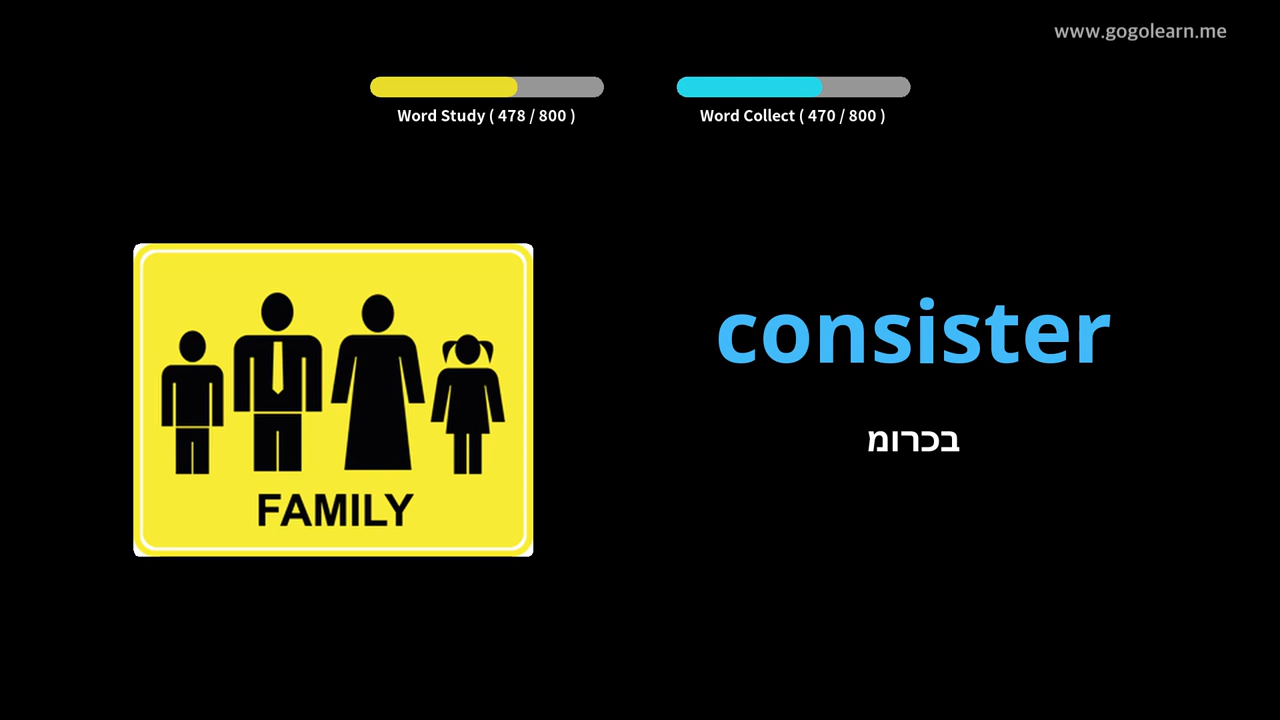 www.gogolearn.me
Word Study ( 478 / 800 )
Word Collect ( 470 / 800 )
FAMILY
consister
בכרומ